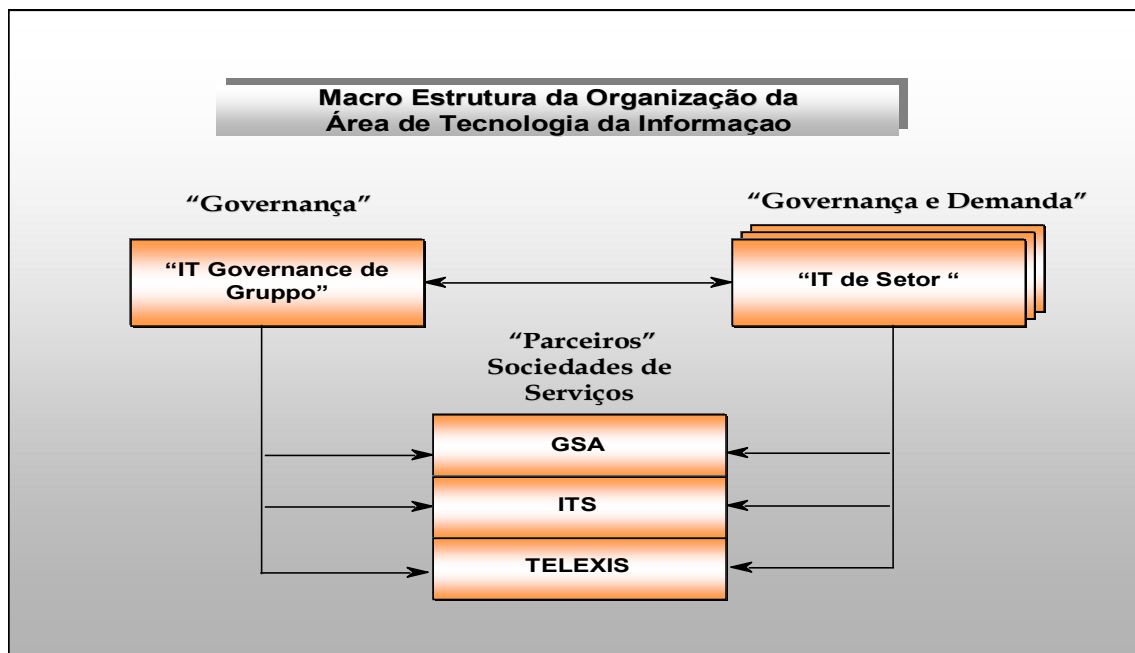 Macro Estrutura da Organização da
Área de Tecnologia da Informaçao
“Governança”
“Governança e Demanda”
“IT Governance de
Gruppo”
“IT de Setor “
“Parceiros”
Sociedades de
Serviços
GSA
ITS
TELEXIS